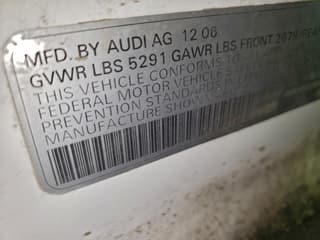 MFD. BY AUDI AG 12 06
GVWR LBS 5291 GAWR LBS FRONT
THIS VEHICLE CONFORMS TO
FEDERAL MOTOR VEHICLE
PREVENTION STANDARDS IN
MANUFACTURE SHOWN